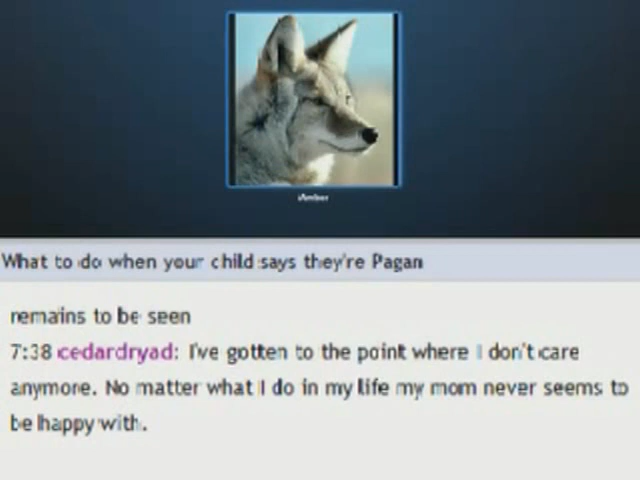 What to do when your child says they're Pagan
remains to be seen
7:38 cedardryad: I've gotten to the point where I don't care
anymore. No matter what I do in my life my mom never seems to
be happy with.